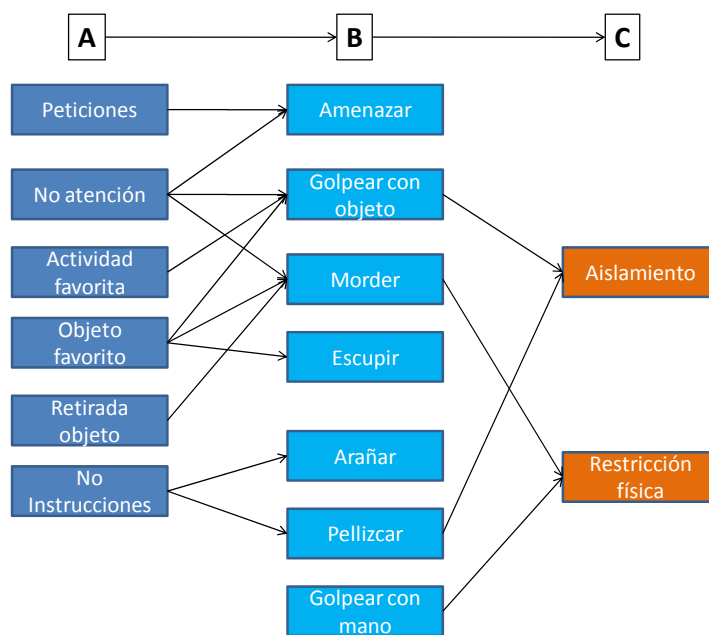 A
B
C
Peticiones
Amenazar
No atención
Golpear con
objeto
Actividad
favorita
Morder
Aislamiento
Objeto
favorito
Escupir
Retirada
objeto
Arañar
No
Instrucciones
Restricción
física
Pellizcar
Golpear con
mano